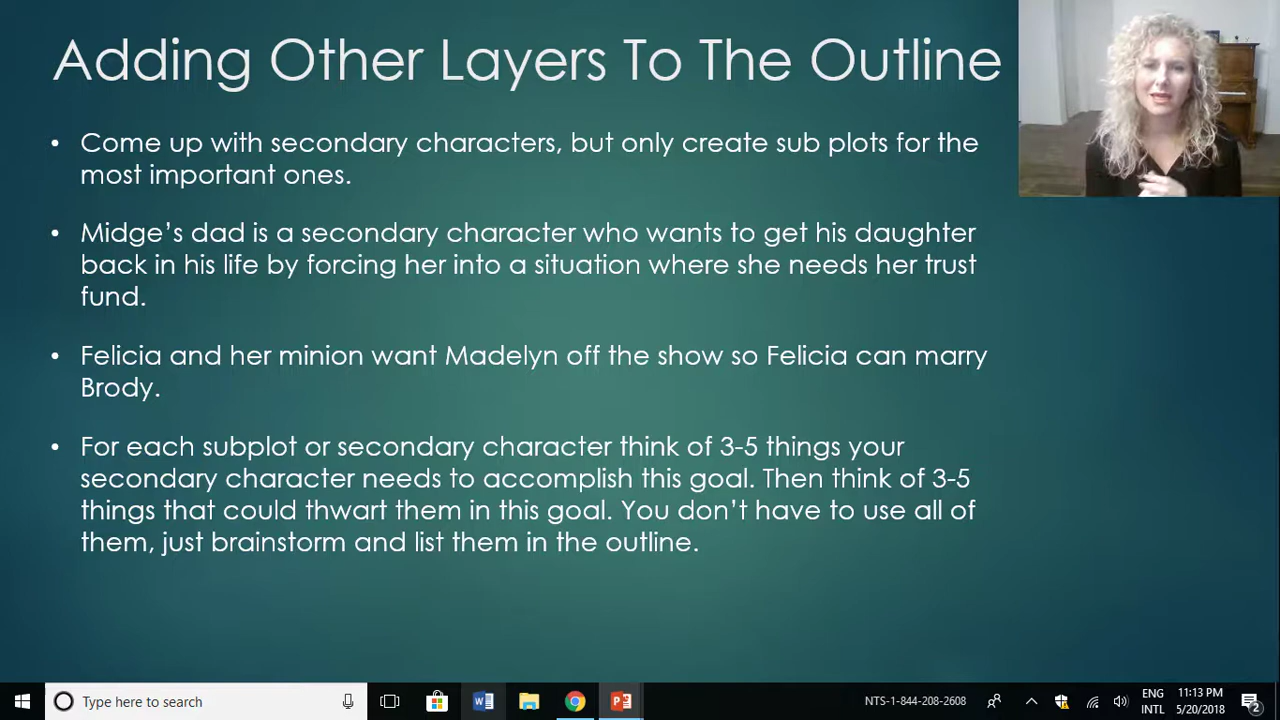 Adding Other Layers To The Outline
• Come up with secondary characters, but only create sub plots for the
most important ones.
• Midge's dad is a secondary character who wants to get his daughter
back in his life by forcing her into a situation where she needs her trust
fund.
• Felicia and her minion want Madelyn off the show so Felicia can marry
Brody.
• For each subplot or secondary character think of 3-5 things your
secondary character needs to accomplish this goal. Then think of 3-5
things that could thwart them in this goal. You don't have to use all of
them, just brainstorm and list them in the outline.
Type here to search
NTS-1-844-208-2608
ENG
INTL
11:13 PM
5/20/2018
2